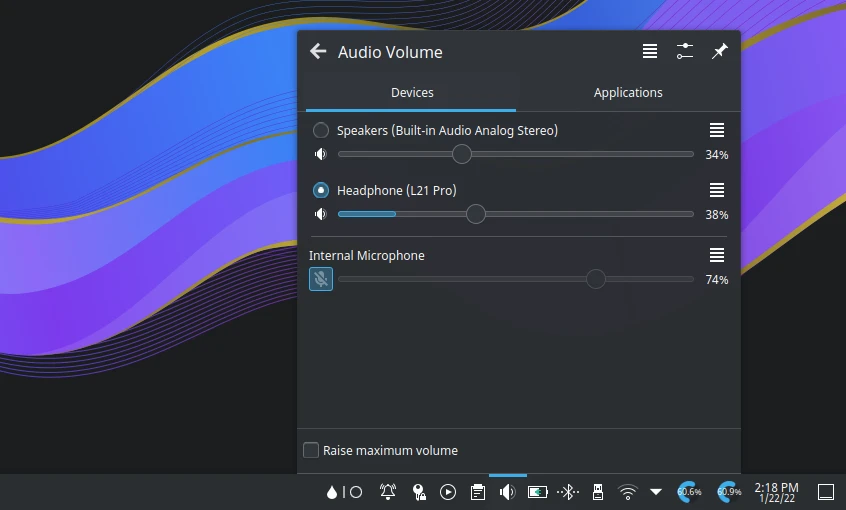 Audio Volume
Devices
Applications
Speakers (Built-in Audio Analog Stereo)
34%
Headphone (L21 Pro)
38%
Internal Microphone
74%
Raise maximum volume
60.6%
60.9%
2:18 PM
1/22/22